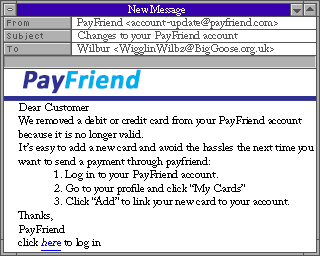 New Message
From PayFriend <account-update@payfriend.com>
Subject Changes to your PayFriend account
To Wilbur <WigglinWilbz@BigGoose.org.uk>
PayFriend
Dear Customer
We removed a debit or credit card from your PayFriend account
because it is no longer valid.
It's easy to add a new card and avoid the hassles the next time you
want to send a payment through payfriend:
1. Log in to your PayFriend account.
2. Go to your profile and click “My Cards”
3. Click “Add” to link your new card to your account.
Thanks,
PayFriend
click here to log in